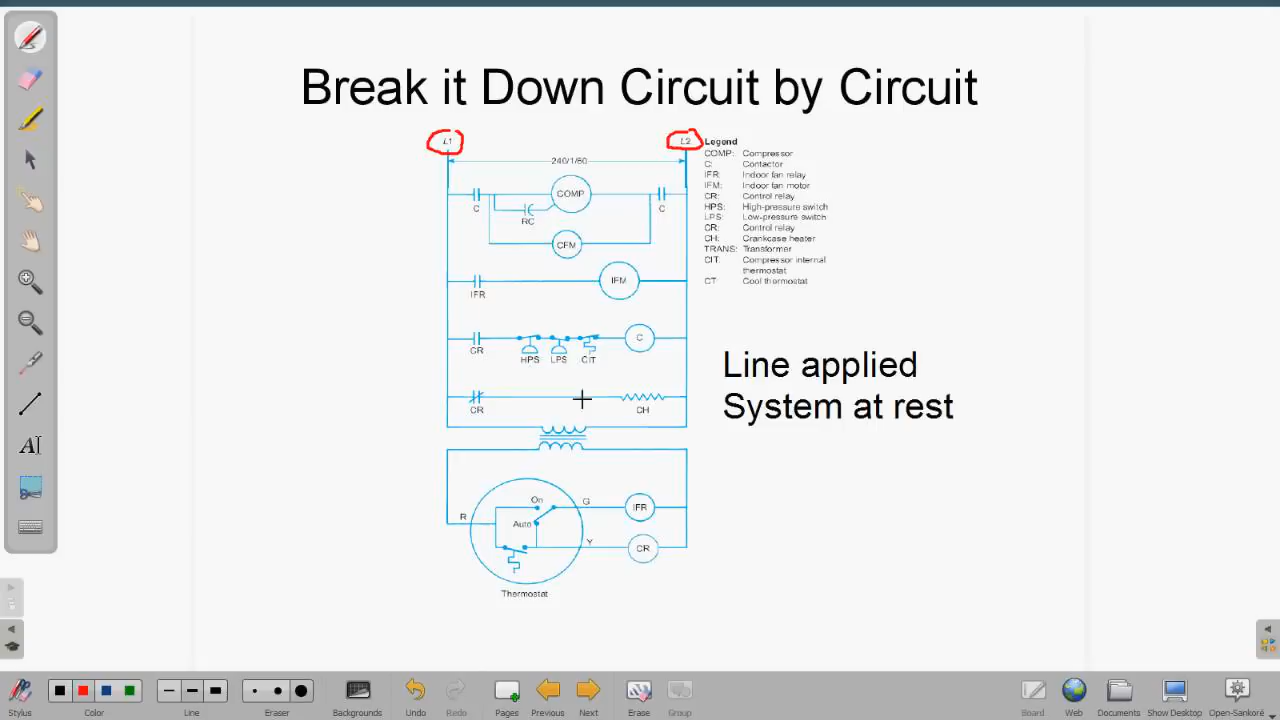 Break it Down Circuit by Circuit
L1
L2
240/1/60
Legend
COMP: Compressor
C: Contactor
IFR: Indoor fan relay
IFM: Indoor fan motor
CR: Control relay
HPS: High-pressure switch
LPS: Low-pressure switch
CR: Control relay
CH: Crankcase heater
TRANS: Transformer
CIT: Compressor internal
thermostat
CT Cool thermostat
COMP
C
RC
C
CFM
IFR
IFM
CR
HPS
LPS
CIT
C
CR
CH
Line applied
System at rest
R
On
Auto
G
Y
IFR
CR
Thermostat
Stylus
Color
Line
Eraser
Backgrounds
Undo
Redo
Pages
Previous
Next
Erase
Group
Board
Web
Documents
Show Desktop
Open-Sankoré